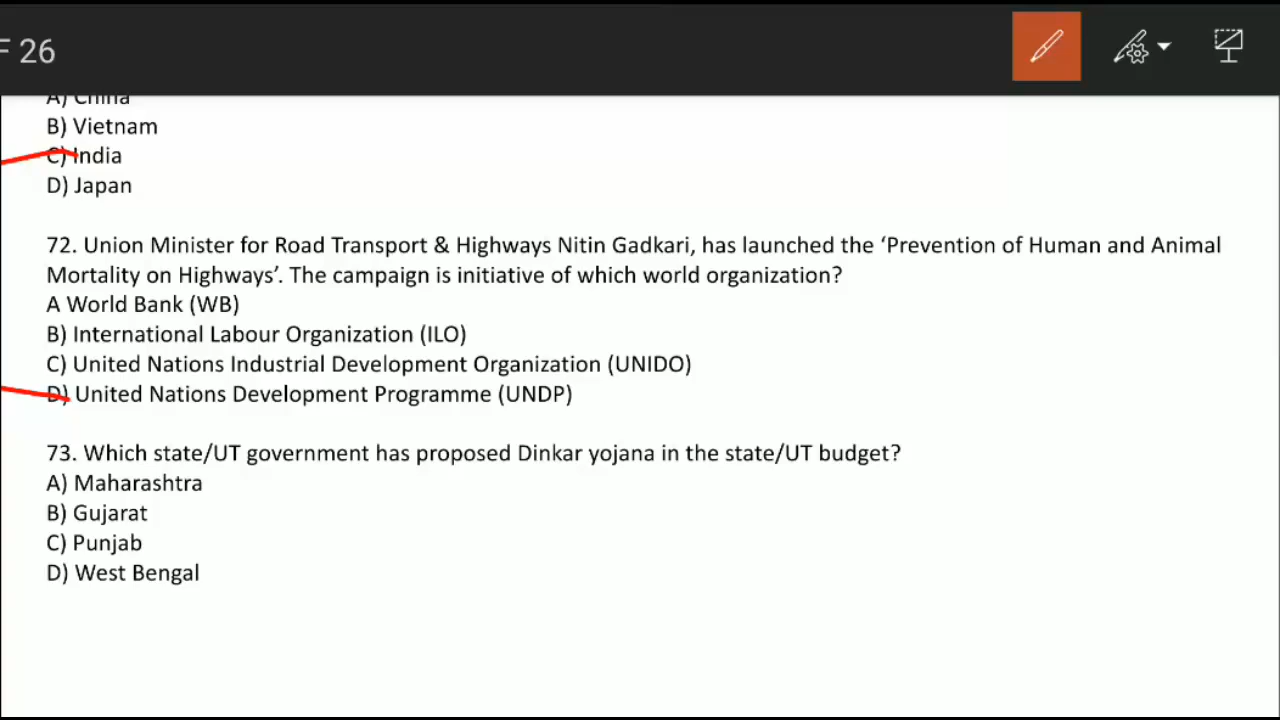 F 26
A) China
B) Vietnam
C) India
D) Japan
72. Union Minister for Road Transport & Highways Nitin Gadkari, has launched the ‘Prevention of Human and Animal
Mortality on Highways’. The campaign is initiative of which world organization?
A World Bank (WB)
B) International Labour Organization (ILO)
C) United Nations Industrial Development Organization (UNIDO)
D) United Nations Development Programme (UNDP)
73. Which state/UT government has proposed Dinkar yojana in the state/UT budget?
A) Maharashtra
B) Gujarat
C) Punjab
D) West Bengal